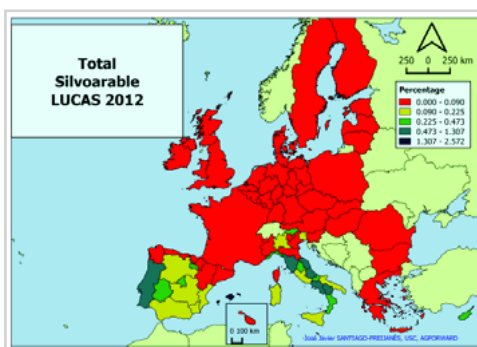 Total
Silvoarable
LUCAS 2012
250 0 250 km
Percentage
0.000 - 0.090
0.090 - 0.225
0.225 - 0.473
0.473 - 1.307
1.307 - 2.572
0 100 km
José Javier SANTIAGO-FREIJANES, USC, AGFORWARD